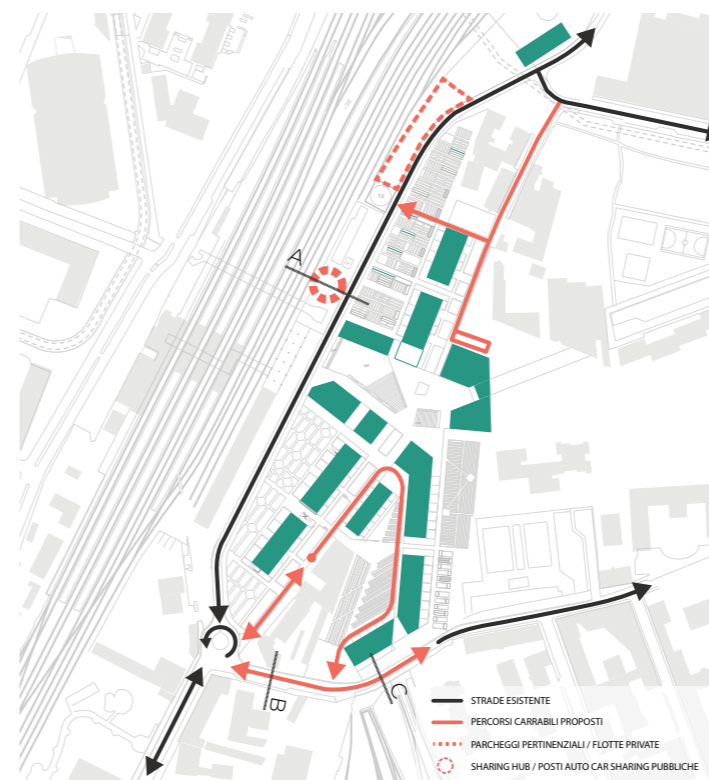 A
B
C
STRADE ESISTENTE
PERCORSI CARRABILI PROPOSTI
PARCHEGGI PERTINENZIALI / FLOTTE PRIVATE
SHARING HUB / POSTI AUTO CAR SHARING PUBBLICHE